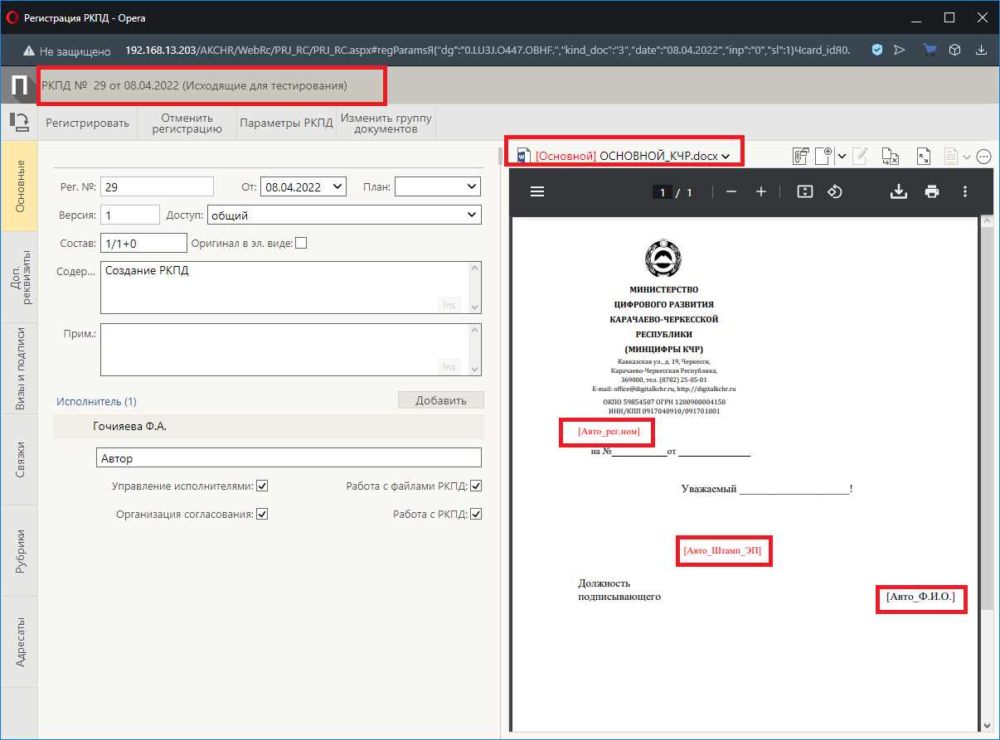 Регистрация РКПД - Opera
Не защищено 192.168.13.203/AKCHR/WebRc/PRJ_RC/PRJ_RC.aspx#regParamsЯ{"dg":"0.LU3J.O447.OBHF.","kind_doc":"3","date":"08.04.2022","inp":"0","sl":1}Чcard_idЯ0.
П РКПД № 29 от 08.04.2022 (Исходящие для тестирования)
Регистрировать
Отменить
регистрацию
Параметры РКПД
Изменить группу
документов
Основные
Доп.
реквизиты
Визы и подписи
Связки
Рубрики
Адресаты
Рег. №: 29 От: 08.04.2022 План:
Версия: 1 Доступ: общий
Состав: 1/1+0 Оригинал в эл. виде:
Содер... Создание РКПД
Ins
Прим.:
Ins
Исполнитель (1) Добавить
Гочияева Ф.А.
Автор
Управление исполнителями: Работа с файлами РКПД:
Организация согласования: Работа с РКПД:
[Основной] ОСНОВНОЙ_КЧР.docx
1 / 1
МИНИСТЕРСТВО
ЦИФРОВОГО РАЗВИТИЯ
КАРАЧАЕВО-ЧЕРКЕССКОЙ
РЕСПУБЛИКИ
(МИНЦИФРЫ КЧР)
Кавказская ул., д. 19, Черкесск,
Карачаево-Черкесская Республика,
369000, тел. (8782) 25-05-01
E-mail: office@digitalkchr.ru, http://digitalkchr.ru
ОКПО 59854507 ОГРН 1200900004150
ИНН/КПП 0917040910/091701001
[Авто_рег.ном]
на №____________от ________________
Уважаемый ______________________!
[Авто_Штамп_ЭП]
Должность
подписывающего
[Авто_Ф.И.О.]